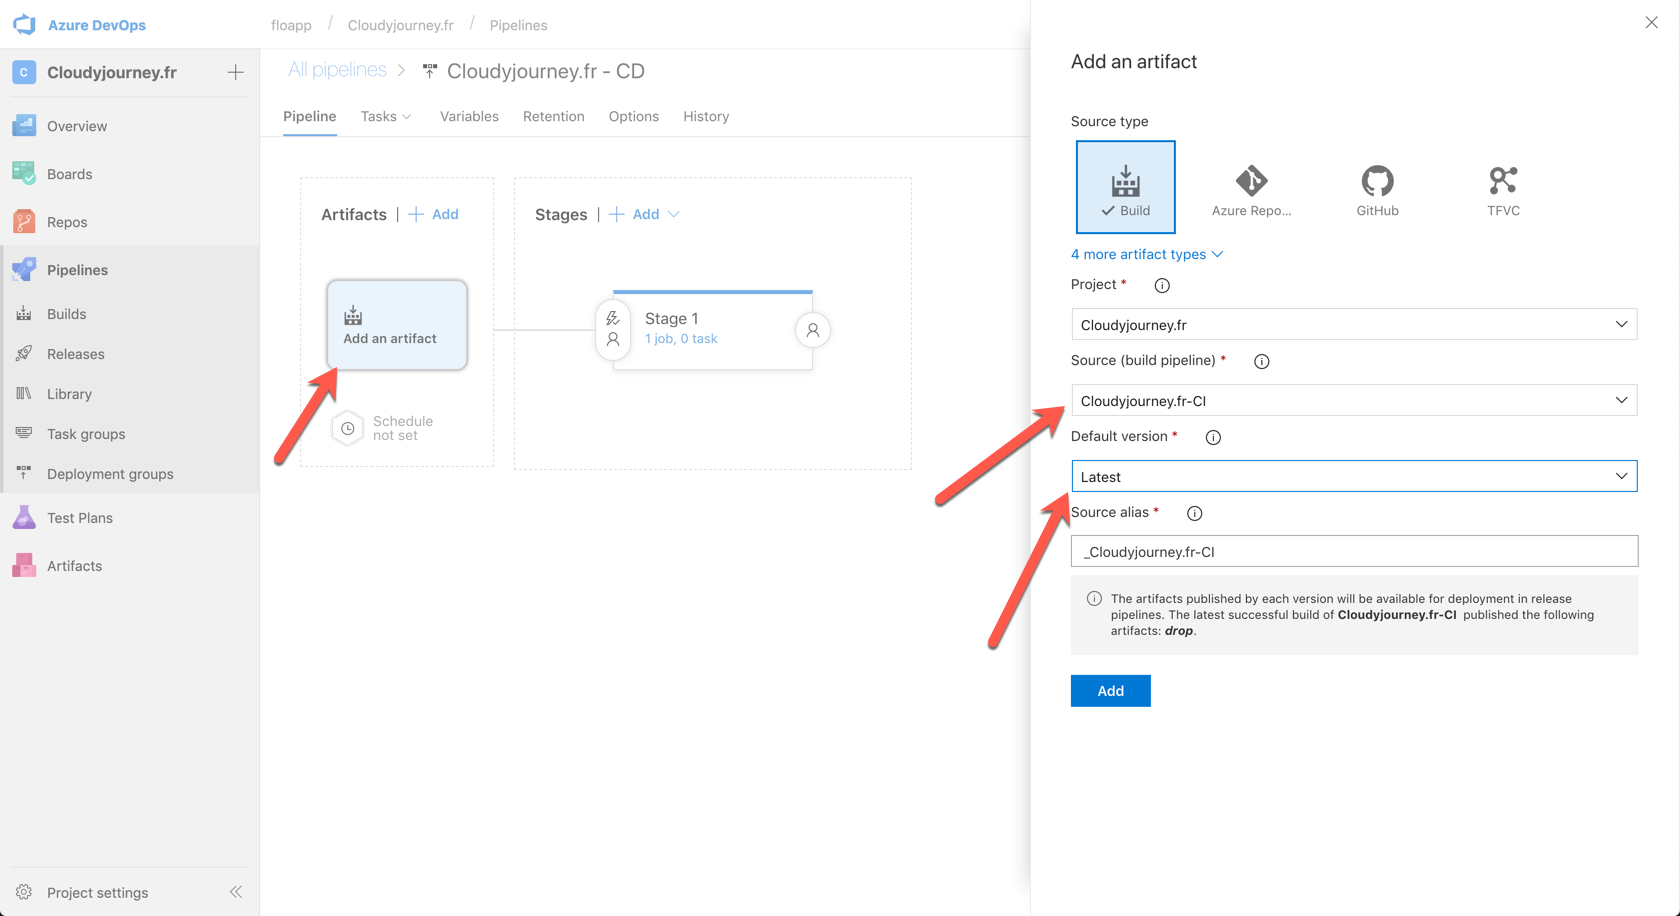 Azure DevOps
floapp / Cloudyjourney.fr / Pipelines
C Cloudyjourney.fr
Overview
Boards
Repos
Pipelines
Builds
Releases
Library
Task groups
Deployment groups
Test Plans
Artifacts
Project settings
All pipelines > Cloudyjourney.fr - CD
Pipeline Tasks Variables Retention Options History
Artifacts | + Add
Add an artifact
Schedule
not set
Stages | + Add
Stage 1
1 job, 0 task
Add an artifact
Source type
Build Azure Repo... GitHub TFVC
4 more artifact types
Project *
Cloudyjourney.fr
Source (build pipeline) *
Cloudyjourney.fr-CI
Default version *
Latest
Source alias *
_Cloudyjourney.fr-CI
The artifacts published by each version will be available for deployment in release
pipelines. The latest successful build of Cloudyjourney.fr-CI published the following
artifacts: drop.
Add